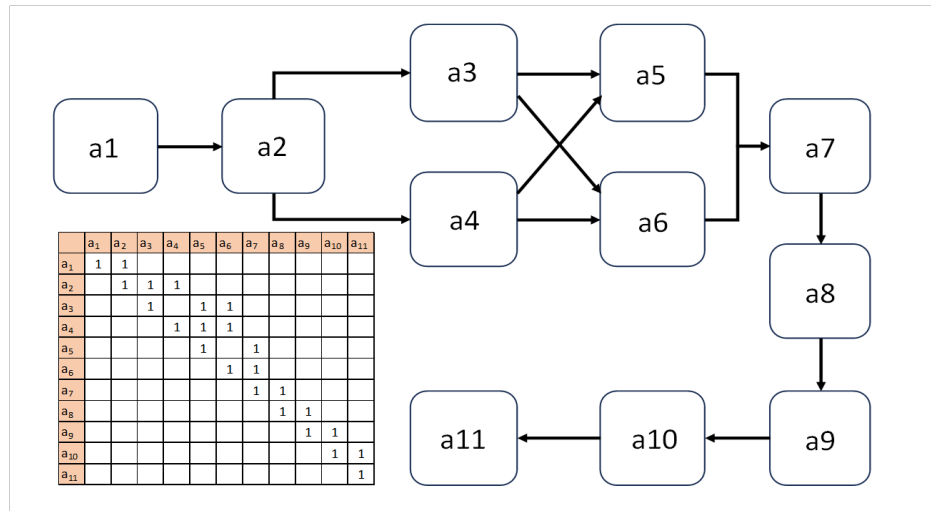 a3
a5
a1
a2
a7
a4
a6
a8
a11
a10
a9
a₁ a₂ a₃ a₄ a₅ a₆ a₇ a₈ a₉ a₁₀ a₁₁
a₁ 1 1
a₂ 1 1 1
a₃ 1 1 1
a₄ 1 1 1
a₅ 1 1
a₆ 1 1
a₇ 1 1
a₈ 1 1
a₉ 1 1
a₁₀ 1 1
a₁₁ 1